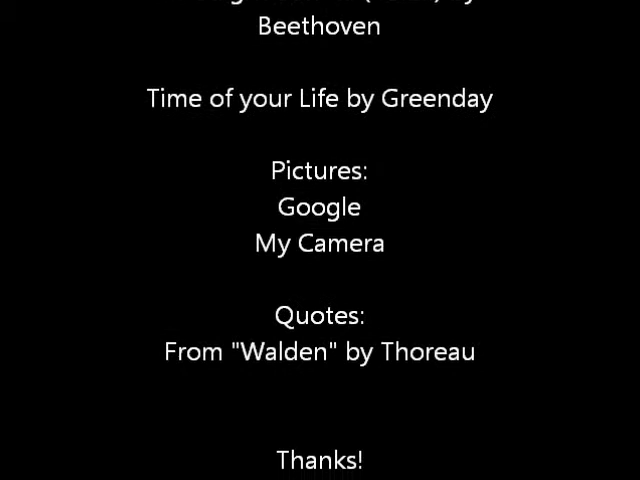 Beethoven
Time of your Life by Greenday
Pictures:
Google
My Camera
Quotes:
From "Walden" by Thoreau
Thanks!